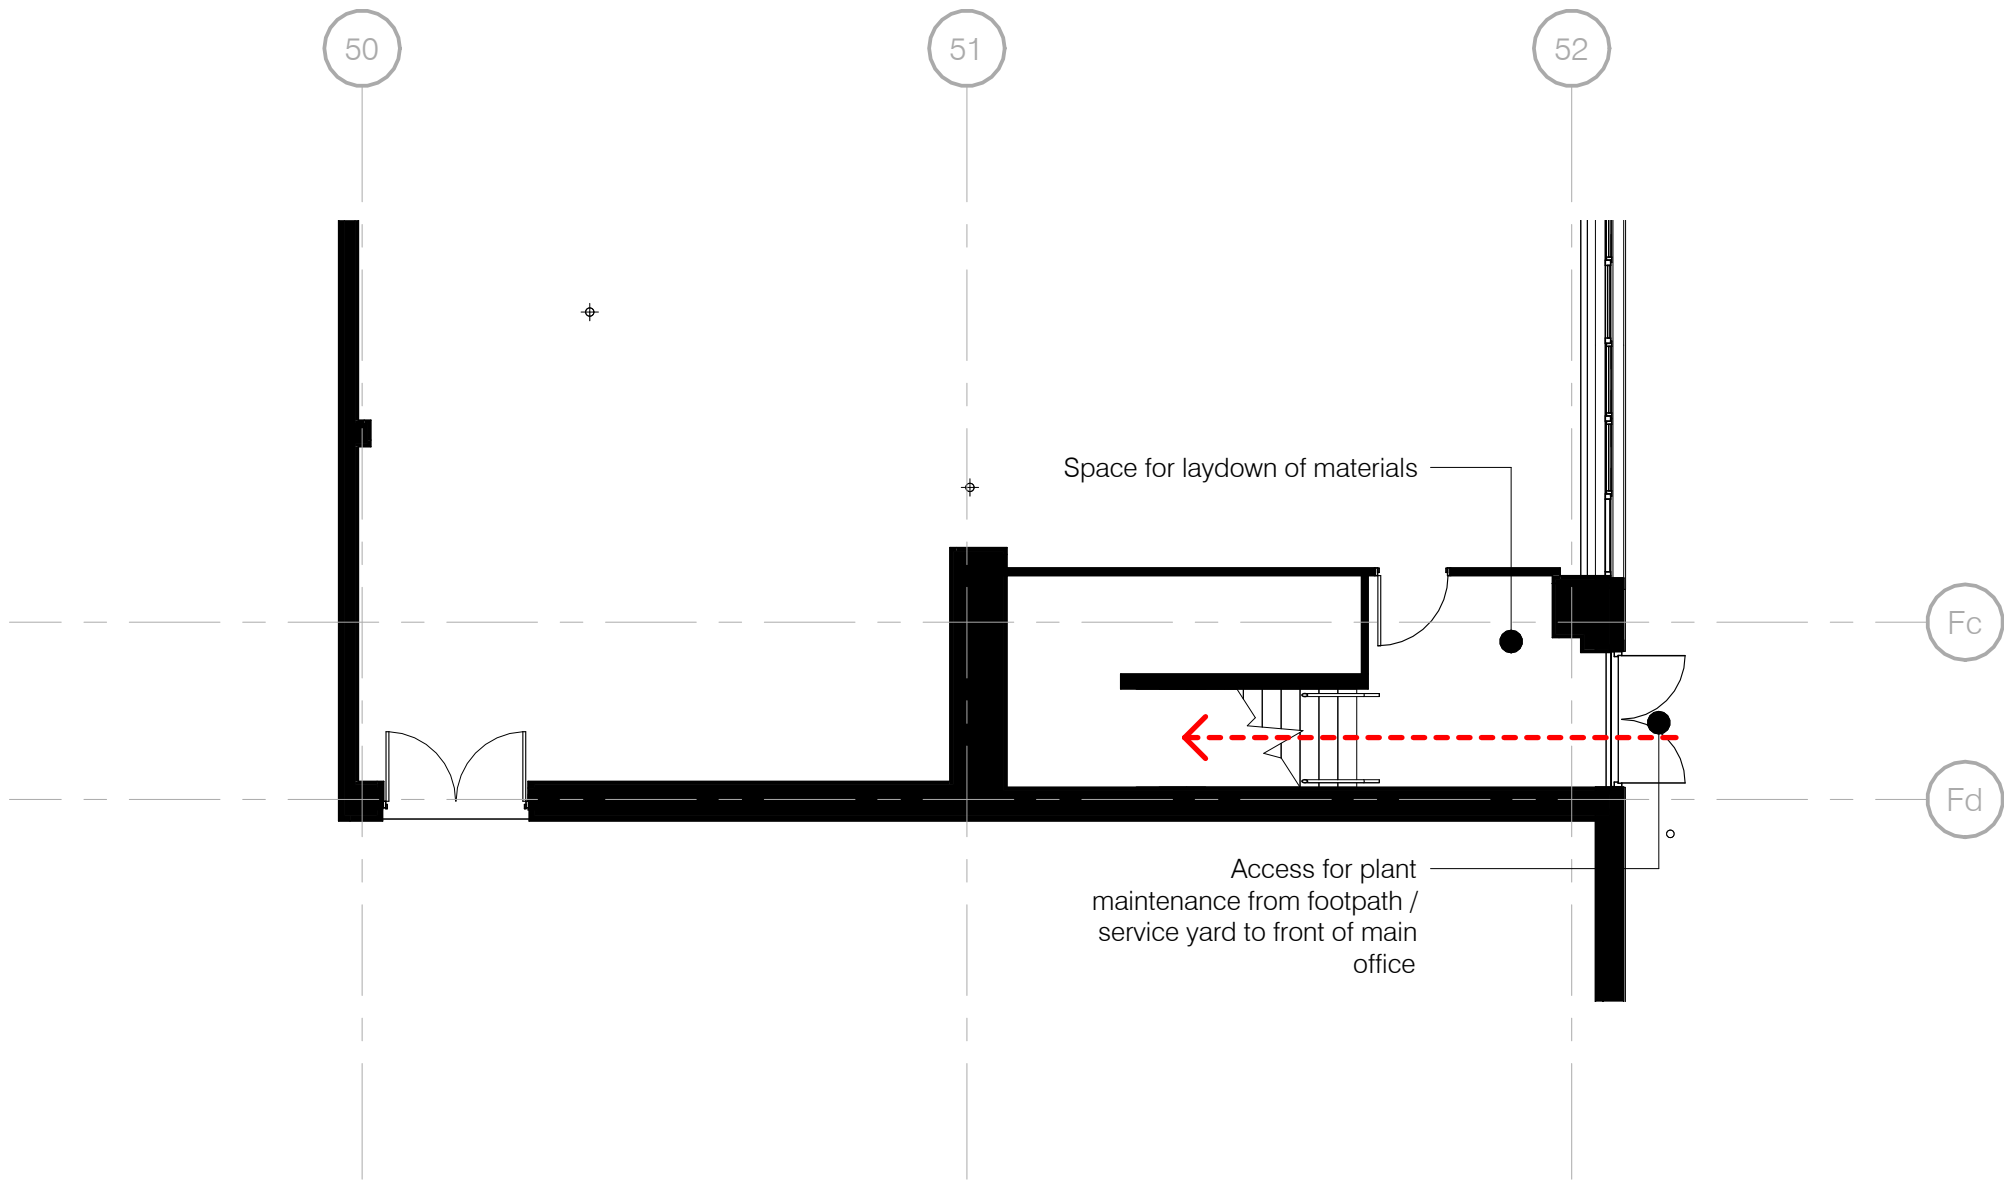 50
51
52
Space for laydown of materials
Fc
Fd
Access for plant
maintenance from footpath /
service yard to front of main
office